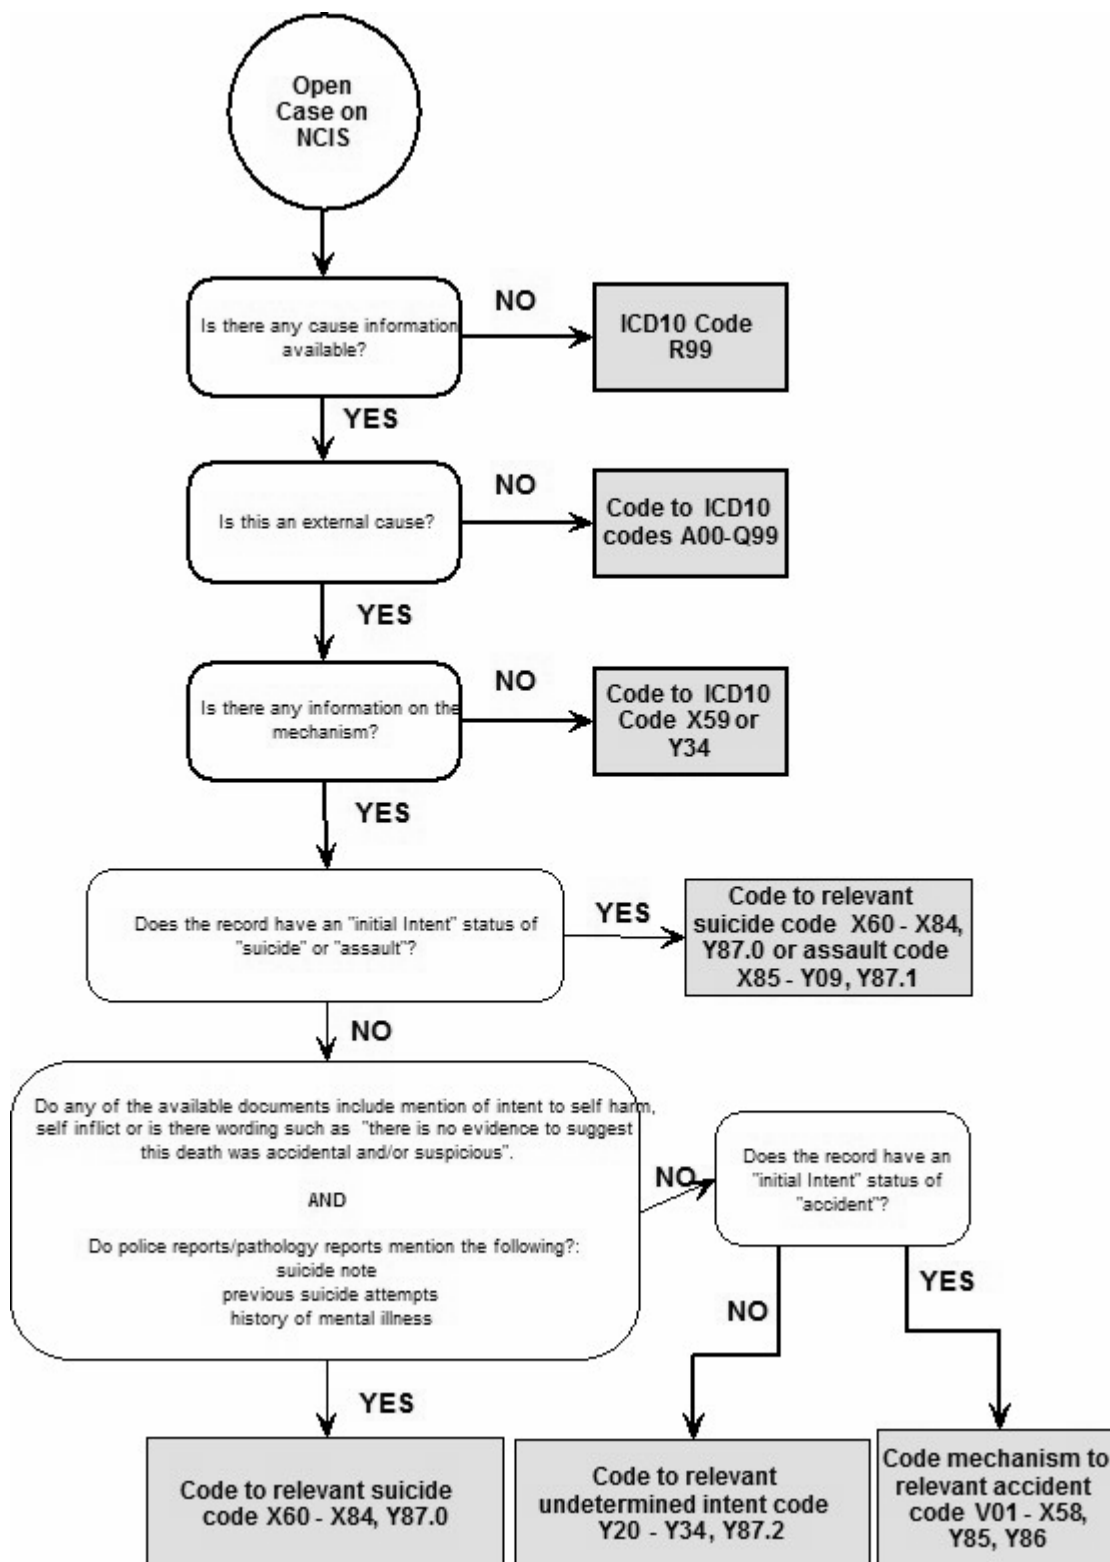 Open
Case on
NCIS
Is there any cause information
available?
NO
ICD10 Code
R99
YES
Is this an external cause?
NO
Code to ICD10
codes A00-Q99
YES
Is there any information on the
mechanism?
NO
Code to ICD10
Code X59 or
Y34
YES
Does the record have an "initial Intent" status of
"suicide" or "assault"?
YES
Code to relevant
suicide code X60 - X84,
Y87.0 or assault code
X85 - Y09, Y87.1
NO
Do any of the available documents include mention of intent to self harm,
self inflict or is there wording such as "there is no evidence to suggest
this death was accidental and/or suspicious".
AND
Do police reports/pathology reports mention the following?:
suicide note
previous suicide attempts
history of mental illness
NO
Does the record have an
"initial Intent" status of
"accident"?
NO
YES
YES
Code to relevant suicide
code X60 - X84, Y87.0
Code to relevant
undetermined intent code
Y20 - Y34, Y87.2
Code mechanism to
relevant accident
code V01 - X58,
Y85, Y86